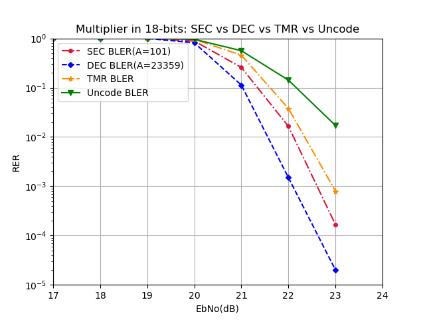 Multiplier in 18-bits: SEC vs DEC vs TMR vs Uncode
10⁰
SEC BLER(A=101)
DEC BLER(A=23359)
TMR BLER
Uncode BLER
10⁻¹
10⁻²
RER
10⁻³
10⁻⁴
10⁻⁵
17 18 19 20 21 22 23 24
EbNo(dB)